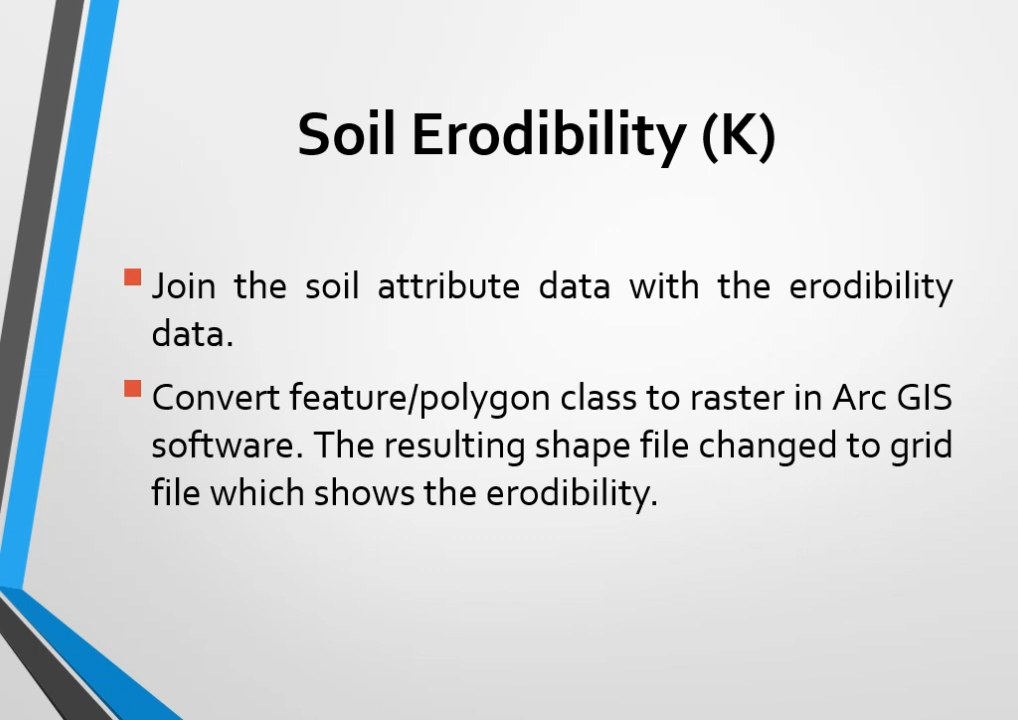 Soil Erodibility (K)
Join the soil attribute data with the erodibility
data.
Convert feature/polygon class to raster in Arc GIS
software. The resulting shape file changed to grid
file which shows the erodibility.